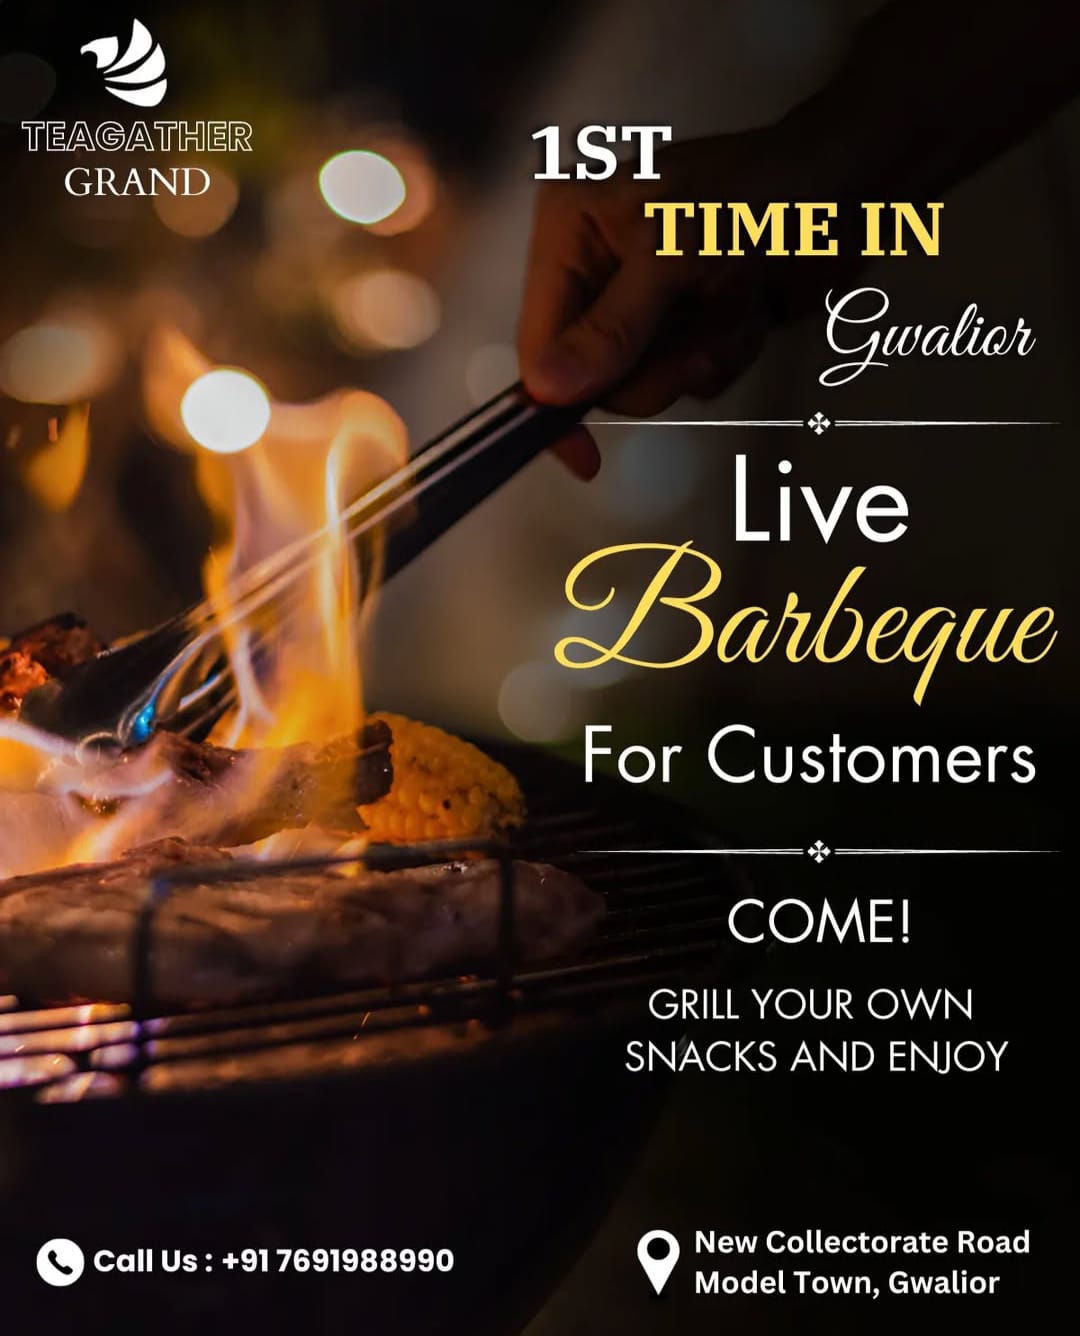 TEAGATHER
GRAND
1ST
TIME IN
Gwalior
Live
Barbeque
For Customers
COME!
GRILL YOUR OWN
SNACKS AND ENJOY
Call Us : +91 7691988990
New Collectorate Road
Model Town, Gwalior